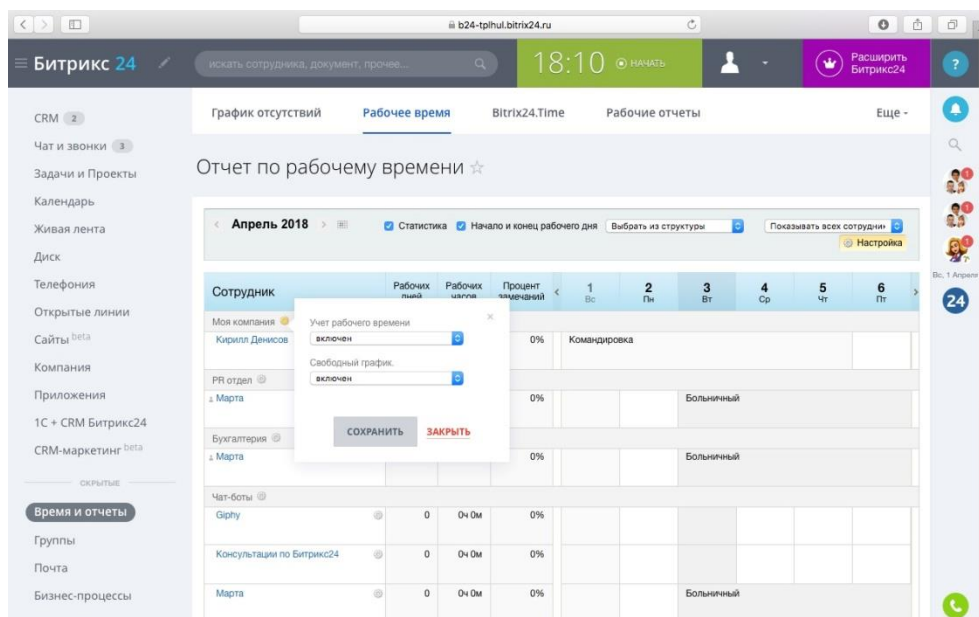 b24-tplhul.bitrix24.ru
Битрикс 24
искать сотрудника, документ, прочее...
18:10 НАЧАТЬ
Расширить Битрикс24
?
CRM 2
Чат и звонки 3
Задачи и Проекты
Календарь
Живая лента
Диск
Телефония
Открытые линии
Сайты beta
Компания
Приложения
1С + CRM Битрикс24
CRM-маркетинг beta
СКРЫТЫЕ
Время и отчеты
Группы
Почта
Бизнес-процессы
График отсутствий Рабочее время Bitrix24.Time Рабочие отчеты Еще
Отчет по рабочему времени
Апрель 2018 Статистика Начало и конец рабочего дня Выбрать из структуры Показывать всех сотрудни
Настройка
Сотрудник Рабочих дней Рабочих часов Процент замечаний 1 Вс 2 Пн 3 Вт 4 Ср 5 Чт 6 Пт
Моя компания
Кирилл Денисов 0% Командировка
PR отдел
Марта 0% Больничный
Бухгалтерия
Марта 0% Больничный
Чат-боты
Giphy 0 0ч 0м 0%
Консультации по Битрикс24 0 0ч 0м 0%
Марта 0 0ч 0м 0% Больничный
Учет рабочего времени
включен
Свободный график.
включен
СОХРАНИТЬ ЗАКРЫТЬ
1
1
1
Вс, 1 Апреля
24